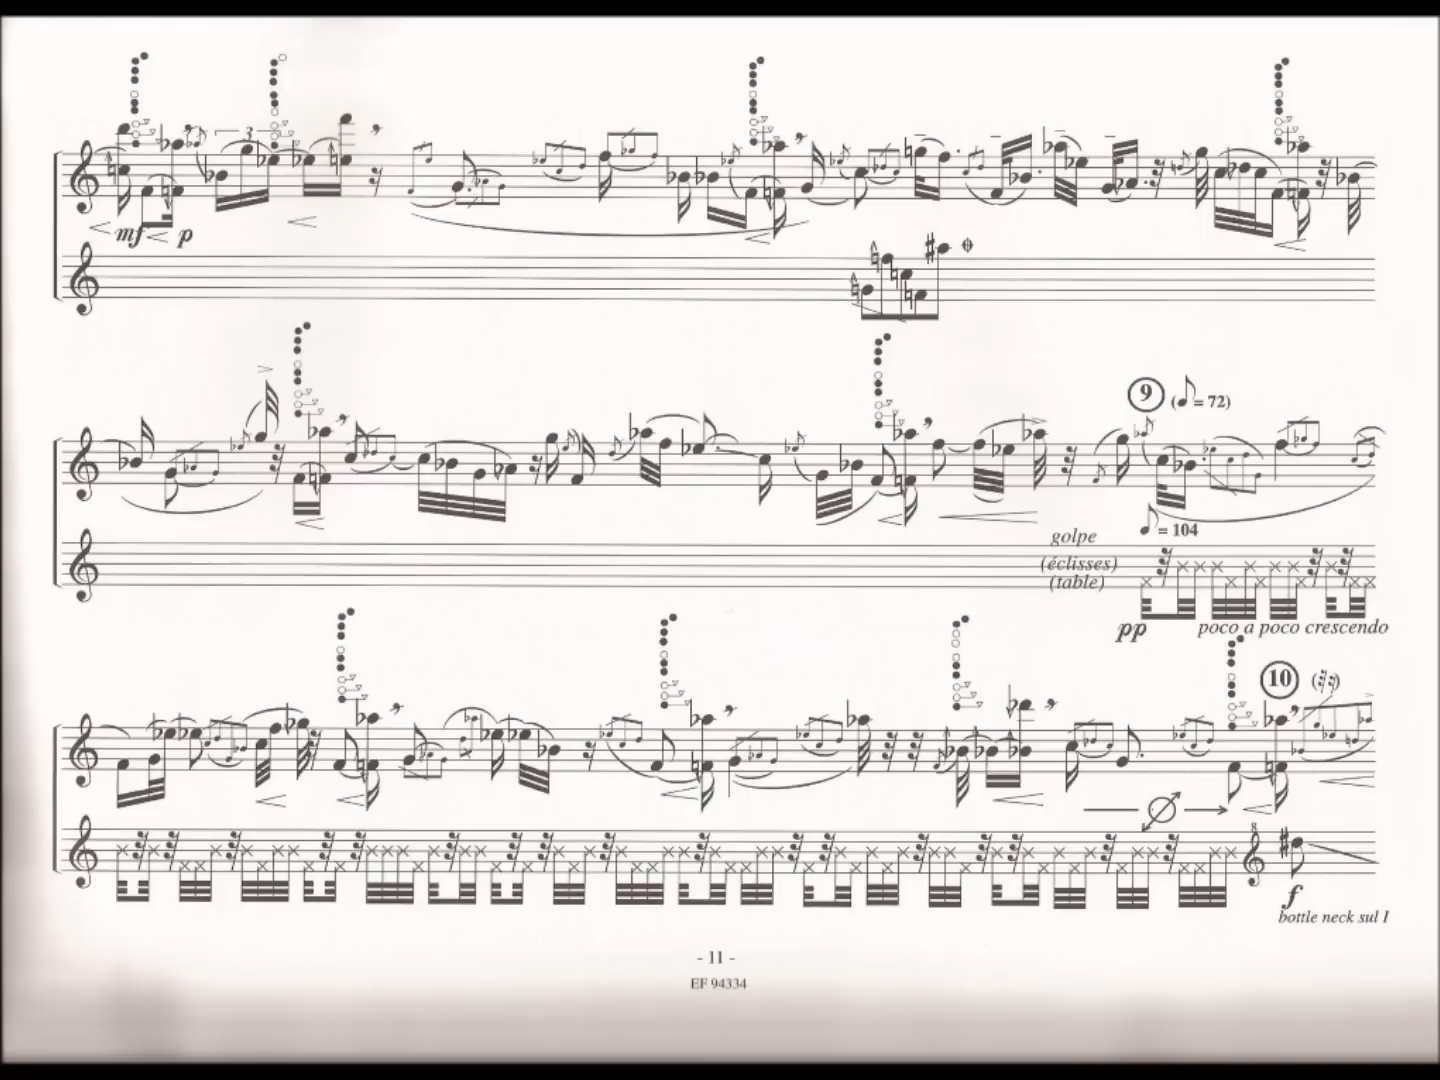 3
mf
p
9 (♪ = 72)
♪ = 104
golpe
(éclisses)
(table)
pp
poco a poco crescendo
10
8
f
bottle neck sul I
- 11 -
EF 94334